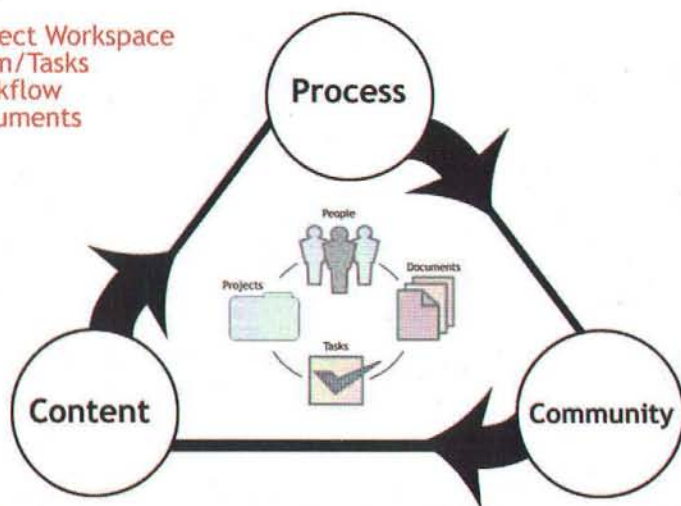 ect Workspace
n/Tasks
kflow
uments
Process
People
Projects
Documents
Tasks
Content
Community